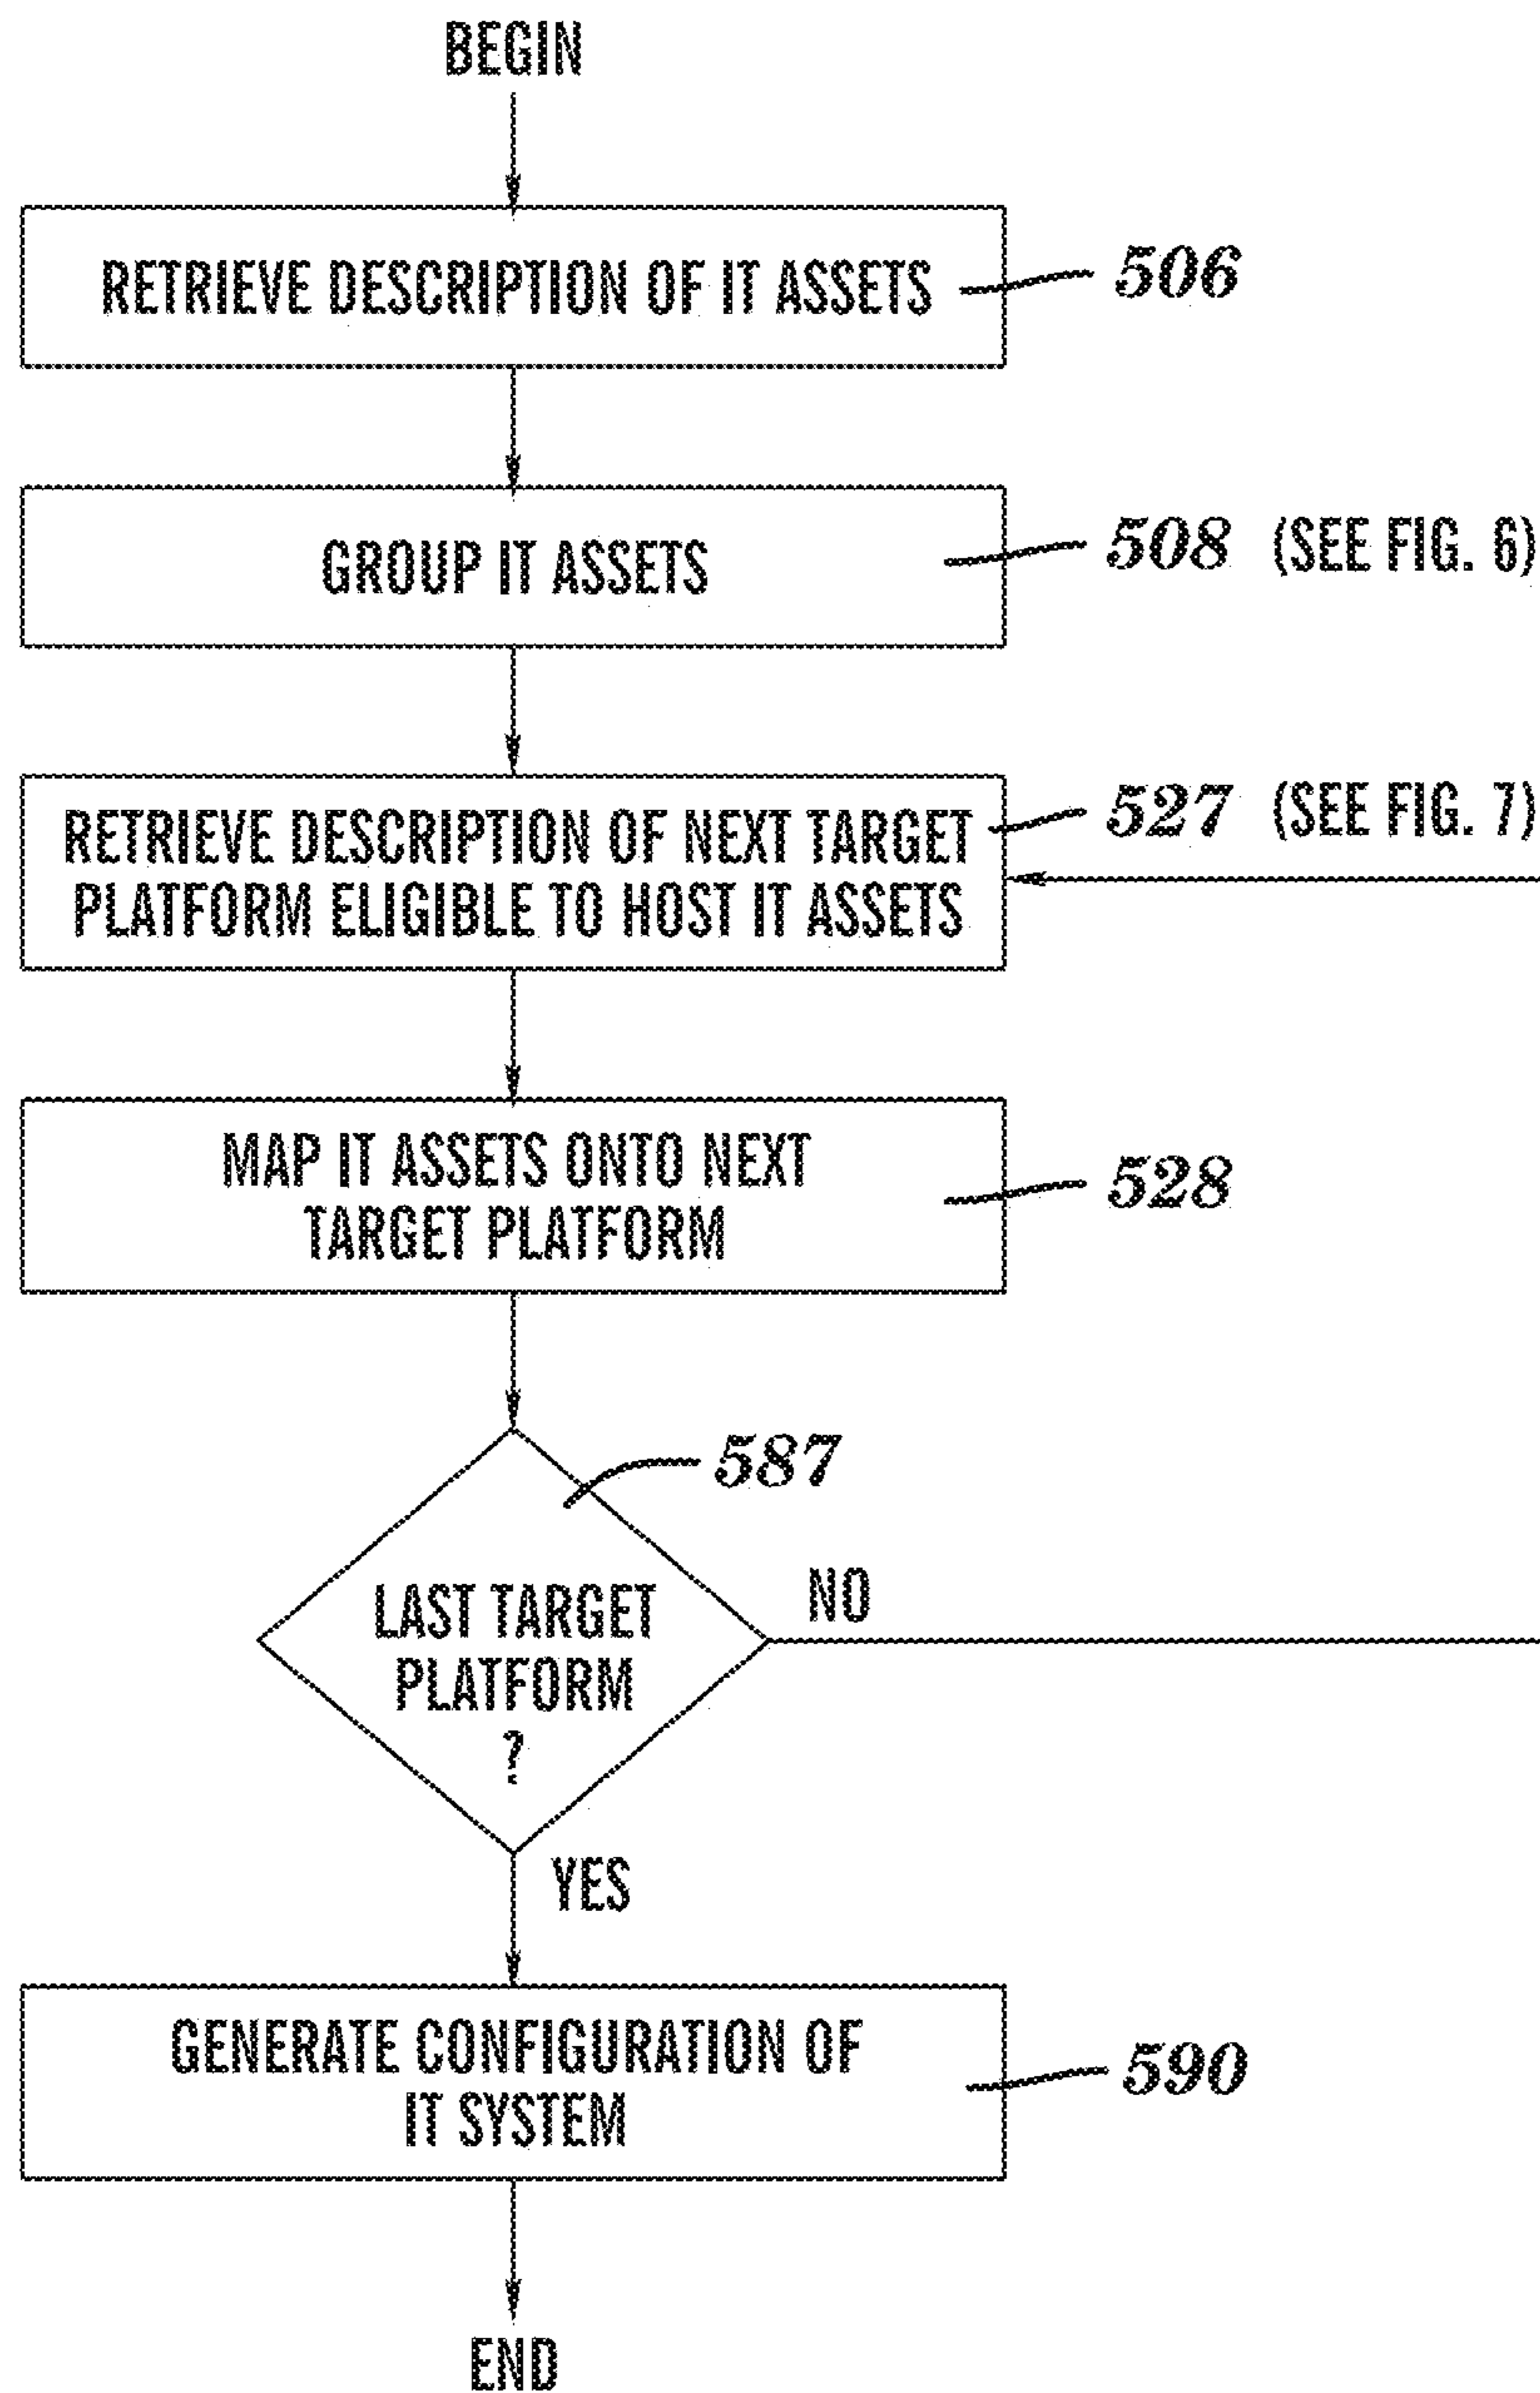 BEGIN
RETRIEVE DESCRIPTION OF IT ASSETS
506
GROUP IT ASSETS
508 (SEE FIG. 6)
RETRIEVE DESCRIPTION OF NEXT TARGET
PLATFORM ELIGIBLE TO HOST IT ASSETS
527 (SEE FIG. 7)
MAP IT ASSETS ONTO NEXT
TARGET PLATFORM
528
587
LAST TARGET
PLATFORM
?
NO
YES
GENERATE CONFIGURATION OF
IT SYSTEM
590
END